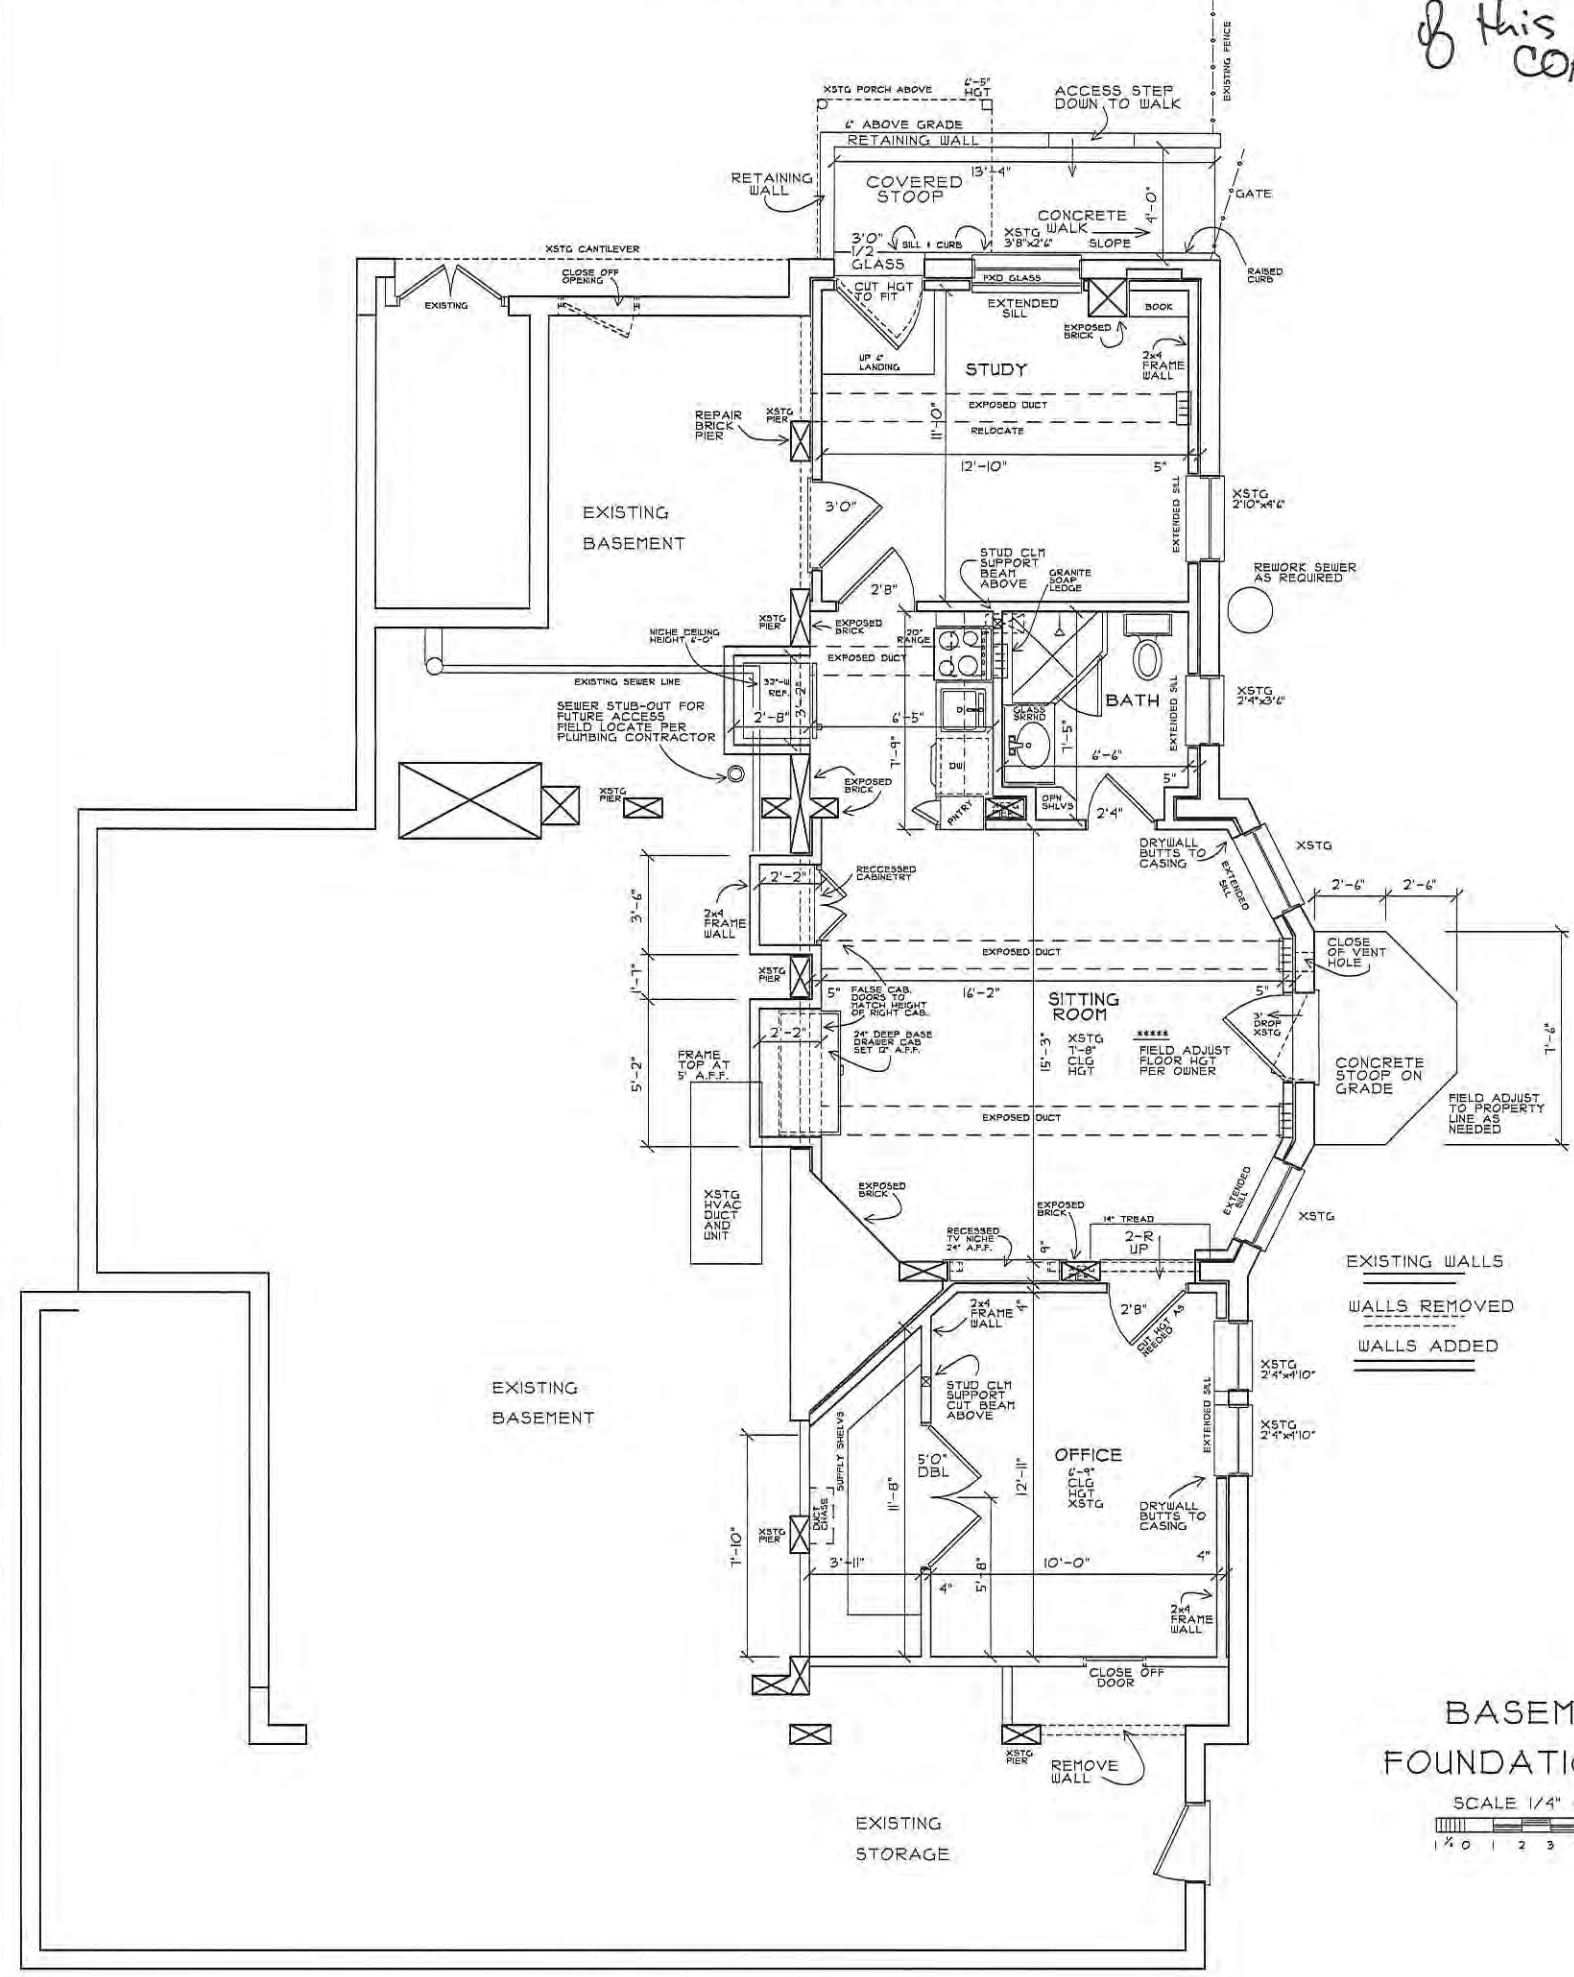 of this
CO
EXISTING FENCE
XSTG PORCH ABOVE
6'-5"
HGT
ACCESS STEP
DOWN TO WALK
6" ABOVE GRADE
RETAINING WALL
13'-4"
RETAINING
WALL
COVERED
STOOP
4'-0"
GATE
CONCRETE
WALK
SLOPE
XSTG
3'8"x2'6"
3'0"
1/2
GLASS
SILL & CURB
RAISED
CURB
XSTG CANTILEVER
CLOSE OFF
OPENING
EXISTING
CUT HGT
TO FIT
FXD GLASS
EXTENDED
SILL
BOOK
EXPOSED
BRICK
2x4
FRAME
WALL
UP 6"
LANDING
STUDY
EXPOSED DUCT
RELOCATE
11'-0"
REPAIR
BRICK
PIER
XSTG
PIER
12'-10"
5"
EXTENDED SILL
XSTG
2'10"x4'6"
3'0"
EXISTING
BASEMENT
2'8"
STUD CLM
SUPPORT
BEAM
ABOVE
GRANITE
SOAP
LEDGE
REWORK SEWER
AS REQUIRED
XSTG
PIER
EXPOSED
BRICK
NICHE CEILING
HEIGHT 6'-0"
20"
RANGE
EXPOSED DUCT
EXISTING SEWER LINE
33"-W
REF.
3'-2"
2'-8"
6'-5"
7'-9"
DW
PNTRY
GLASS
SRRND
BATH
7'-5"
6'-6"
5"
EXTENDED SILL
XSTG
2'4"x3'6"
SEWER STUB-OUT FOR
FUTURE ACCESS
FIELD LOCATE PER
PLUMBING CONTRACTOR
XSTG
PIER
EXPOSED
BRICK
XSTG
PIER
OPN
SHLVS
2'4"
DRYWALL
BUTTS TO
CASING
EXTENDED
SILL
XSTG
2'-6"
2'-6"
3'-6"
2'-2"
RECCESSED
CABINETRY
2x4
FRAME
WALL
EXPOSED DUCT
CLOSE
OF VENT
HOLE
1'-7"
XSTG
PIER
5"
16'-2"
5"
FALSE CAB.
DOORS TO
MATCH HEIGHT
OF RIGHT CAB.
24" DEEP BASE
DRAWER CAB
SET 12" A.F.F.
2'-2"
5'-2"
FRAME
TOP AT
5' A.F.F.
SITTING
ROOM
15'-3"
XSTG
7'-8"
CLG
HGT
*****
FIELD ADJUST
FLOOR HGT
PER OWNER
3"
DROP
XSTG
CONCRETE
STOOP ON
GRADE
7'-6"
FIELD ADJUST
TO PROPERTY
LINE AS
NEEDED
EXPOSED DUCT
XSTG
HVAC
DUCT
AND
UNIT
EXPOSED
BRICK
EXTENDED
SILL
XSTG
RECESSED
TV NICHE
24" A.F.F.
EXPOSED
BRICK
9"
14" TREAD
2-R
UP
2x4
FRAME
WALL
4"
2'8"
CUT HGT AS
NEEDED
EXISTING WALLS
WALLS REMOVED
WALLS ADDED
XSTG
2'4"x4'10"
XSTG
2'4"x4'10"
EXTENDED SILL
STUD CLM
SUPPORT
CUT BEAM
ABOVE
EXISTING
BASEMENT
SUPPLY SHELVS
5'0"
DBL
OFFICE
6'-9"
CLG
HGT
XSTG
11'-8"
12'-11"
DUCT
CHASE
DRYWALL
BUTTS TO
CASING
XSTG
PIER
7'-10"
3'-11"
4"
5'-8"
10'-0"
4"
2x4
FRAME
WALL
CLOSE OFF
DOOR
XSTG
PIER
REMOVE
WALL
EXISTING
STORAGE
BASEM
FOUNDATI
SCALE 1/4"
1 ½ 0 1 2 3